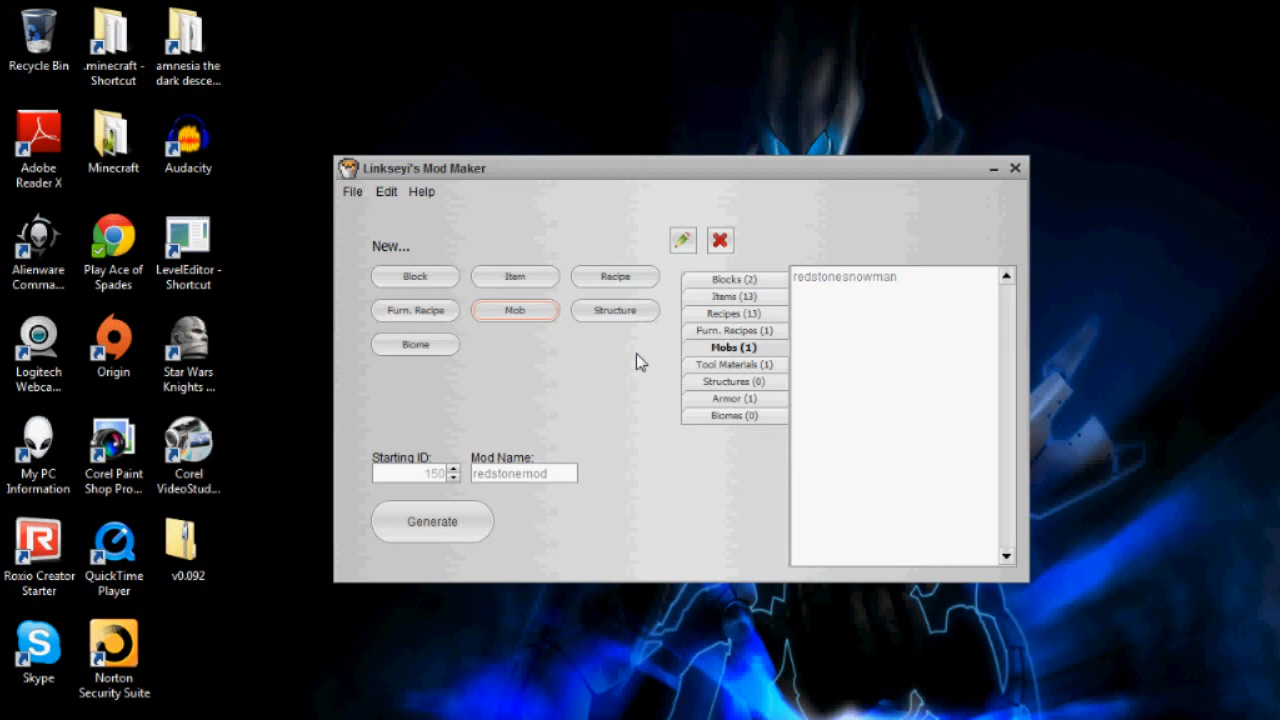 Recycle Bin
.minecraft -
Shortcut
amnesia the
dark desce...
Adobe
Reader X
Minecraft
Audacity
Alienware
Comma...
Play Ace of
Spades
LevelEditor -
Shortcut
Logitech
Webca...
Origin
Star Wars
Knights ...
My PC
Information
Corel Paint
Shop Pro...
Corel
VideoStud...
Roxio Creator
Starter
QuickTime
Player
v0.092
Skype
Norton
Security Suite
Linkseyi's Mod Maker
File Edit Help
New...
Block Item Recipe
Furn. Recipe Mob Structure
Biome
Starting ID: Mod Name:
150 redstonemod
Generate
Blocks (2)
Items (13)
Recipes (13)
Furn. Recipes (1)
Mobs (1)
Tool Materials (1)
Structures (0)
Armor (1)
Biomes (0)
redstonesnowman